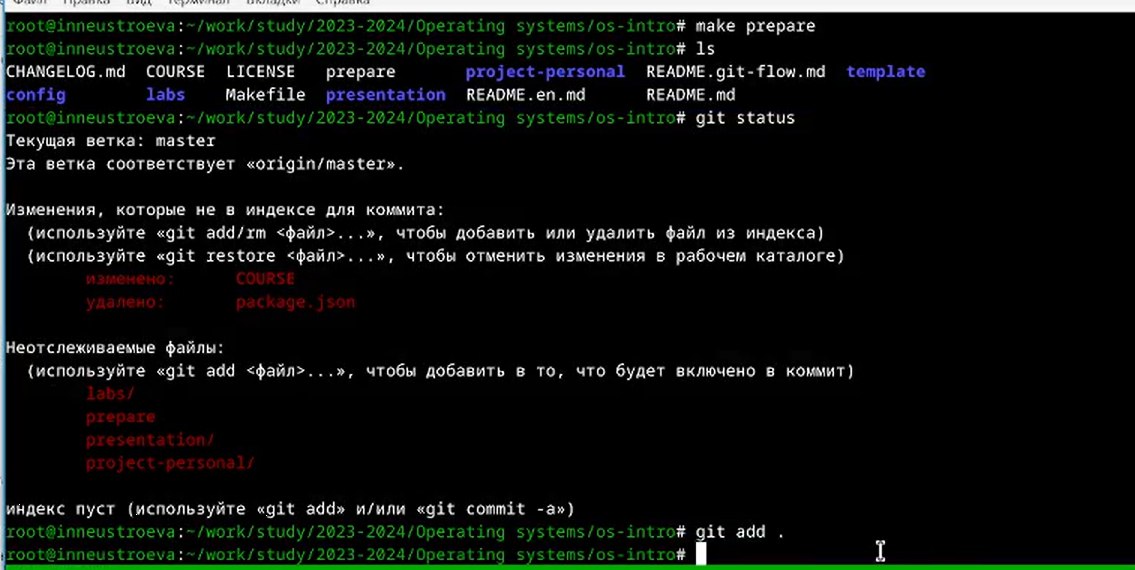 Файл Правка Вид Терминал Вкладки Справка
root@inneustroeva:~/work/study/2023-2024/Operating systems/os-intro# make prepare
root@inneustroeva:~/work/study/2023-2024/Operating systems/os-intro# ls
CHANGELOG.md COURSE LICENSE prepare project-personal README.git-flow.md template
config labs Makefile presentation README.en.md README.md
root@inneustroeva:~/work/study/2023-2024/Operating systems/os-intro# git status
Текущая ветка: master
Эта ветка соответствует «origin/master».
Изменения, которые не в индексе для коммита:
(используйте «git add/rm <файл>...», чтобы добавить или удалить файл из индекса)
(используйте «git restore <файл>...», чтобы отменить изменения в рабочем каталоге)
изменено: COURSE
удалено: package.json
Неотслеживаемые файлы:
(используйте «git add <файл>...», чтобы добавить в то, что будет включено в коммит)
labs/
prepare
presentation/
project-personal/
индекс пуст (используйте «git add» и/или «git commit -a»)
root@inneustroeva:~/work/study/2023-2024/Operating systems/os-intro# git add .
root@inneustroeva:~/work/study/2023-2024/Operating systems/os-intro#